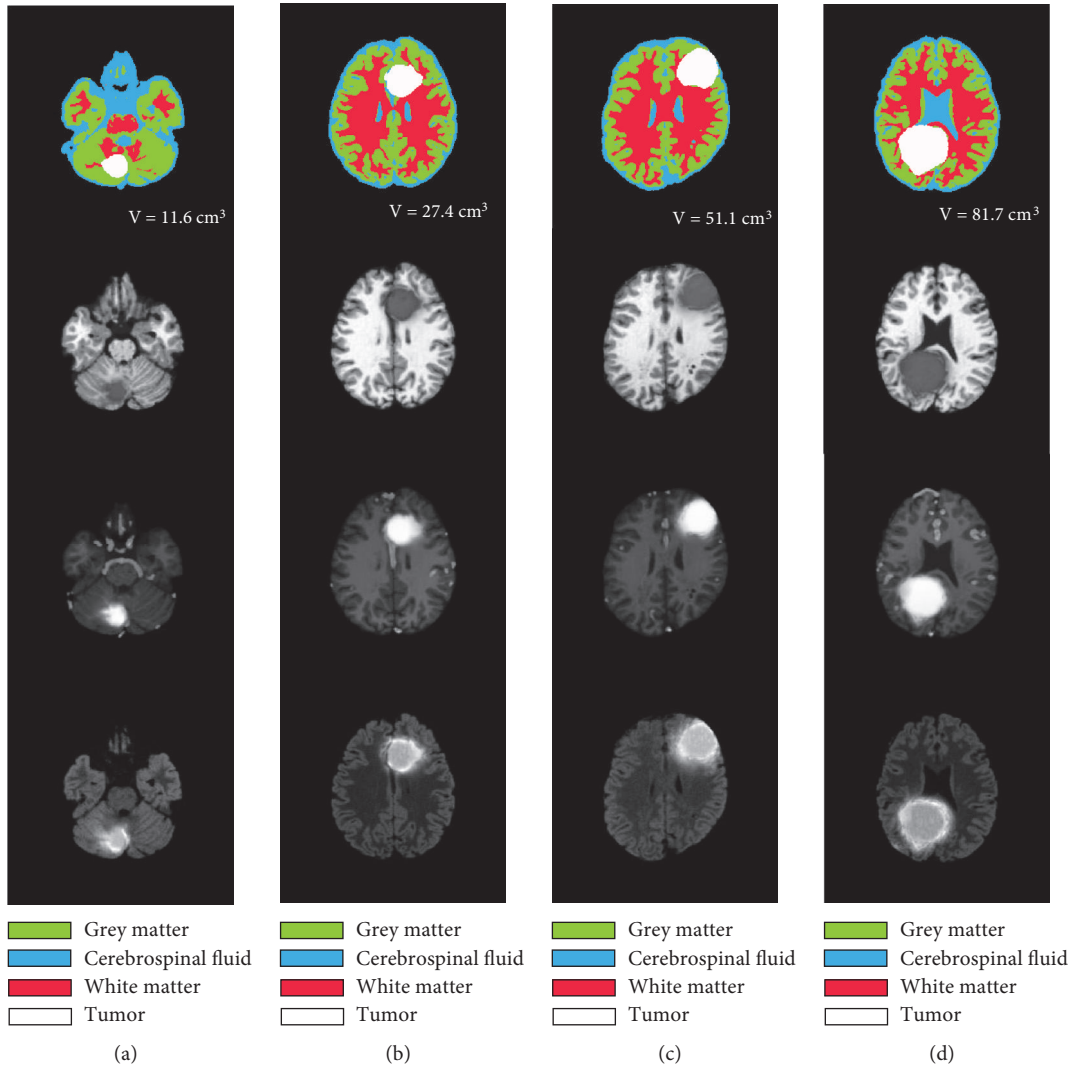 V = 11.6 cm³
V = 27.4 cm³
V = 51.1 cm³
V = 81.7 cm³
Grey matter
Cerebrospinal fluid
White matter
Tumor
(a)
Grey matter
Cerebrospinal fluid
White matter
Tumor
(b)
Grey matter
Cerebrospinal fluid
White matter
Tumor
(c)
Grey matter
Cerebrospinal fluid
White matter
Tumor
(d)